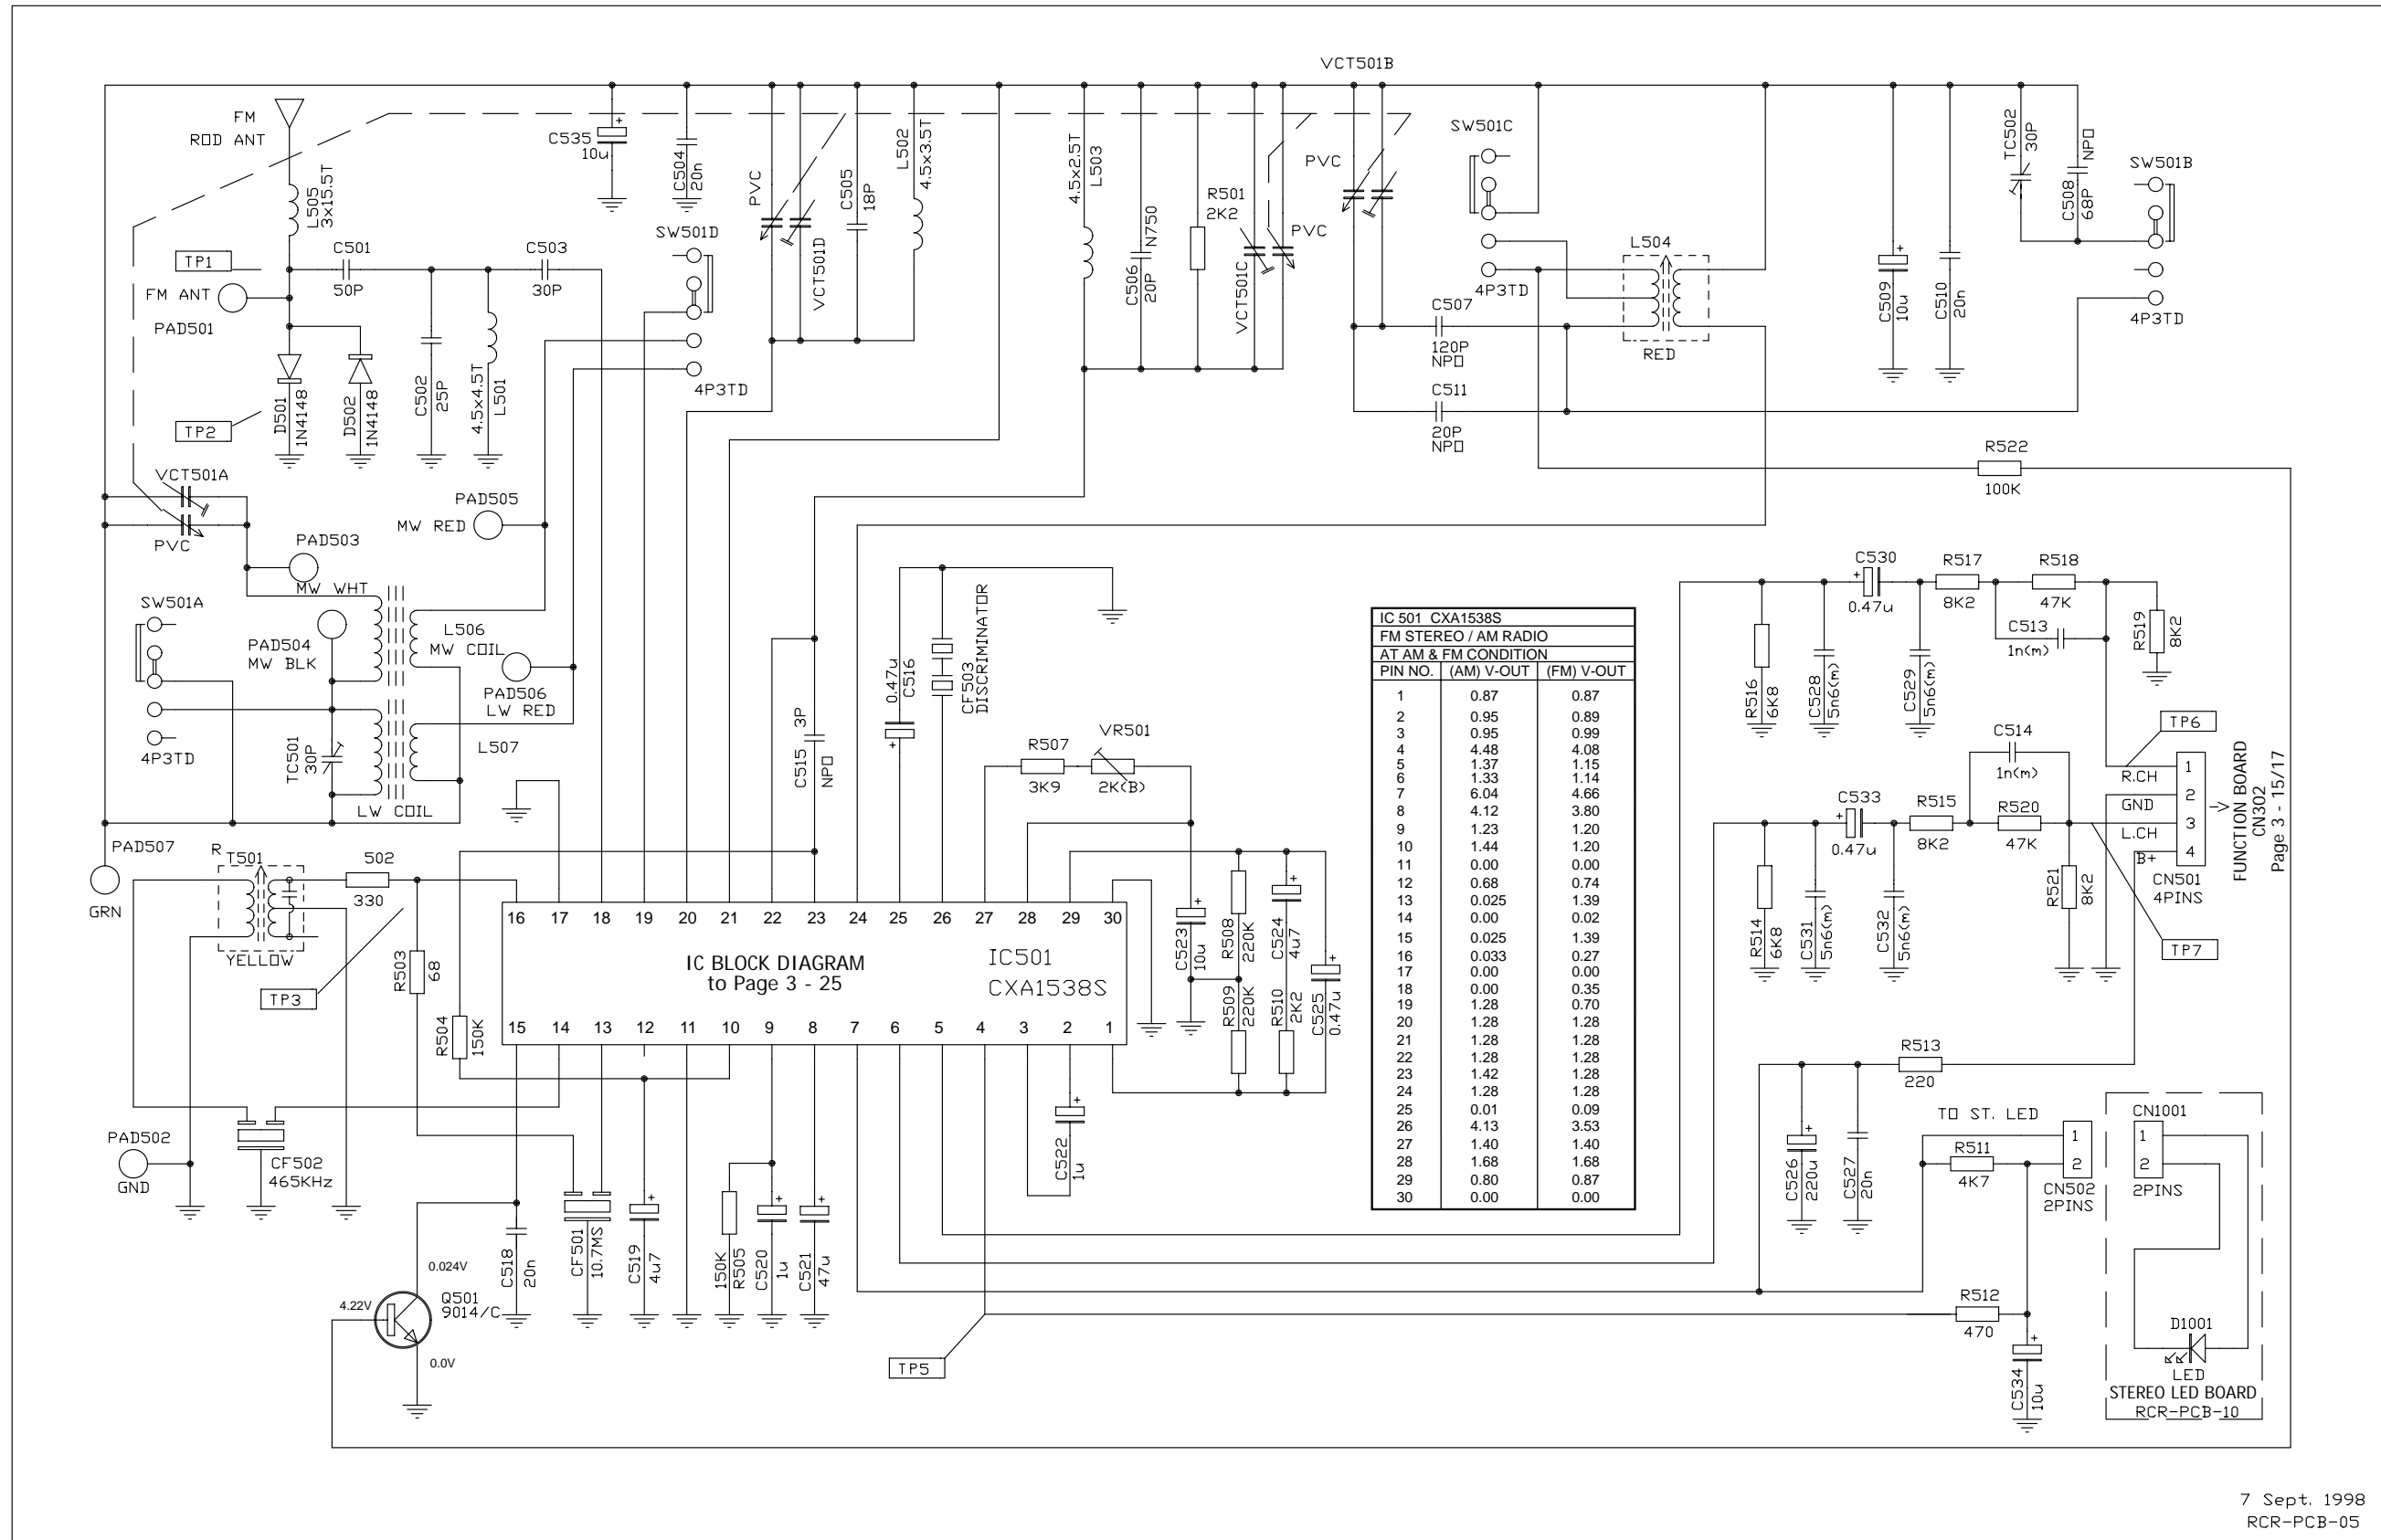 VCT501B
FM
ROD ANT
L505
3x15.5T
C535
10u
C504
20n
PVC
VCT501D
C505
18P
L502
4.5x3.5T
4.5x2.5T
L503
C506
20P N750
R501
2K2
VCT501C
PVC
PVC
SW501C
4P3TD
TC502
30P
C508
68P NPO
SW501B
4P3TD
TP1
FM ANT
PAD501
C501
50P
C503
30P
SW501D
4P3TD
L504
RED
C507
120P
NPO
C511
20P
NPO
C509
10u
C510
20n
TP2
D501
1N4148
D502
1N4148
C502
25P
4.5x4.5T
L501
R522
100K
VCT501A
PVC
PAD505
MW RED
PAD503
MW WHT
SW501A
4P3TD
PAD504
MW BLK
L506
MW COIL
PAD506
LW RED
TC501
30P
L507
LW COIL
0.47u
C516
CF503
DISCRIMINATOR
C515 3P
NPO
R507
3K9
VR501
2K(B)
IC 501 CXA1538S
FM STEREO / AM RADIO
AT AM & FM CONDITION
PIN NO. (AM) V-OUT (FM) V-OUT
1 0.87 0.87
2 0.95 0.89
3 0.95 0.99
4 4.48 4.08
5 1.37 1.15
6 1.33 1.14
7 6.04 4.66
8 4.12 3.80
9 1.23 1.20
10 1.44 1.20
11 0.00 0.00
12 0.68 0.74
13 0.025 1.39
14 0.00 0.02
15 0.025 1.39
16 0.033 0.27
17 0.00 0.00
18 0.00 0.35
19 1.28 0.70
20 1.28 1.28
21 1.28 1.28
22 1.28 1.28
23 1.42 1.28
24 1.28 1.28
25 0.01 0.09
26 4.13 3.53
27 1.40 1.40
28 1.68 1.68
29 0.80 0.87
30 0.00 0.00
C530
0.47u
R517
8K2
R518
47K
C513
1n(m)
R519
8K2
R516
6K8
C528
5n6(m)
C529
5n6(m)
TP6
C514
1n(m)
C533
0.47u
R515
8K2
R520
47K
R.CH
GND
L.CH
B+
1
2
3
4
CN501
4PINS
->
FUNCTION BOARD
CN302
Page 3 - 15/17
R514
6K8
C531
5n6(m)
C532
5n6(m)
R521
8K2
TP7
PAD507
GRN
R
T501
YELLOW
502
330
R503
68
TP3
R504
150K
16 17 18 19 20 21 22 23 24 25 26 27 28 29 30
IC BLOCK DIAGRAM
to Page 3 - 25
IC501
CXA1538S
15 14 13 12 11 10 9 8 7 6 5 4 3 2 1
C523
10u
R508
220K
C524
4u7
R509
220K
R510
2K2
C525
0.47u
R513
220
PAD502
GND
CF502
465KHz
C518
20n
CF501
10.7MS
C519
4u7
150K
R505
C520
1u
C521
47u
C522
1u
C526
220u
C527
20n
TO ST. LED
R511
4K7
1
2
CN502
2PINS
CN1001
1
2
2PINS
0.024V
4.22V
Q501
9014/C
0.0V
TP5
R512
470
C534
10u
D1001
LED
STEREO LED BOARD
RCR-PCB-10
7 Sept. 1998
RCR-PCB-05